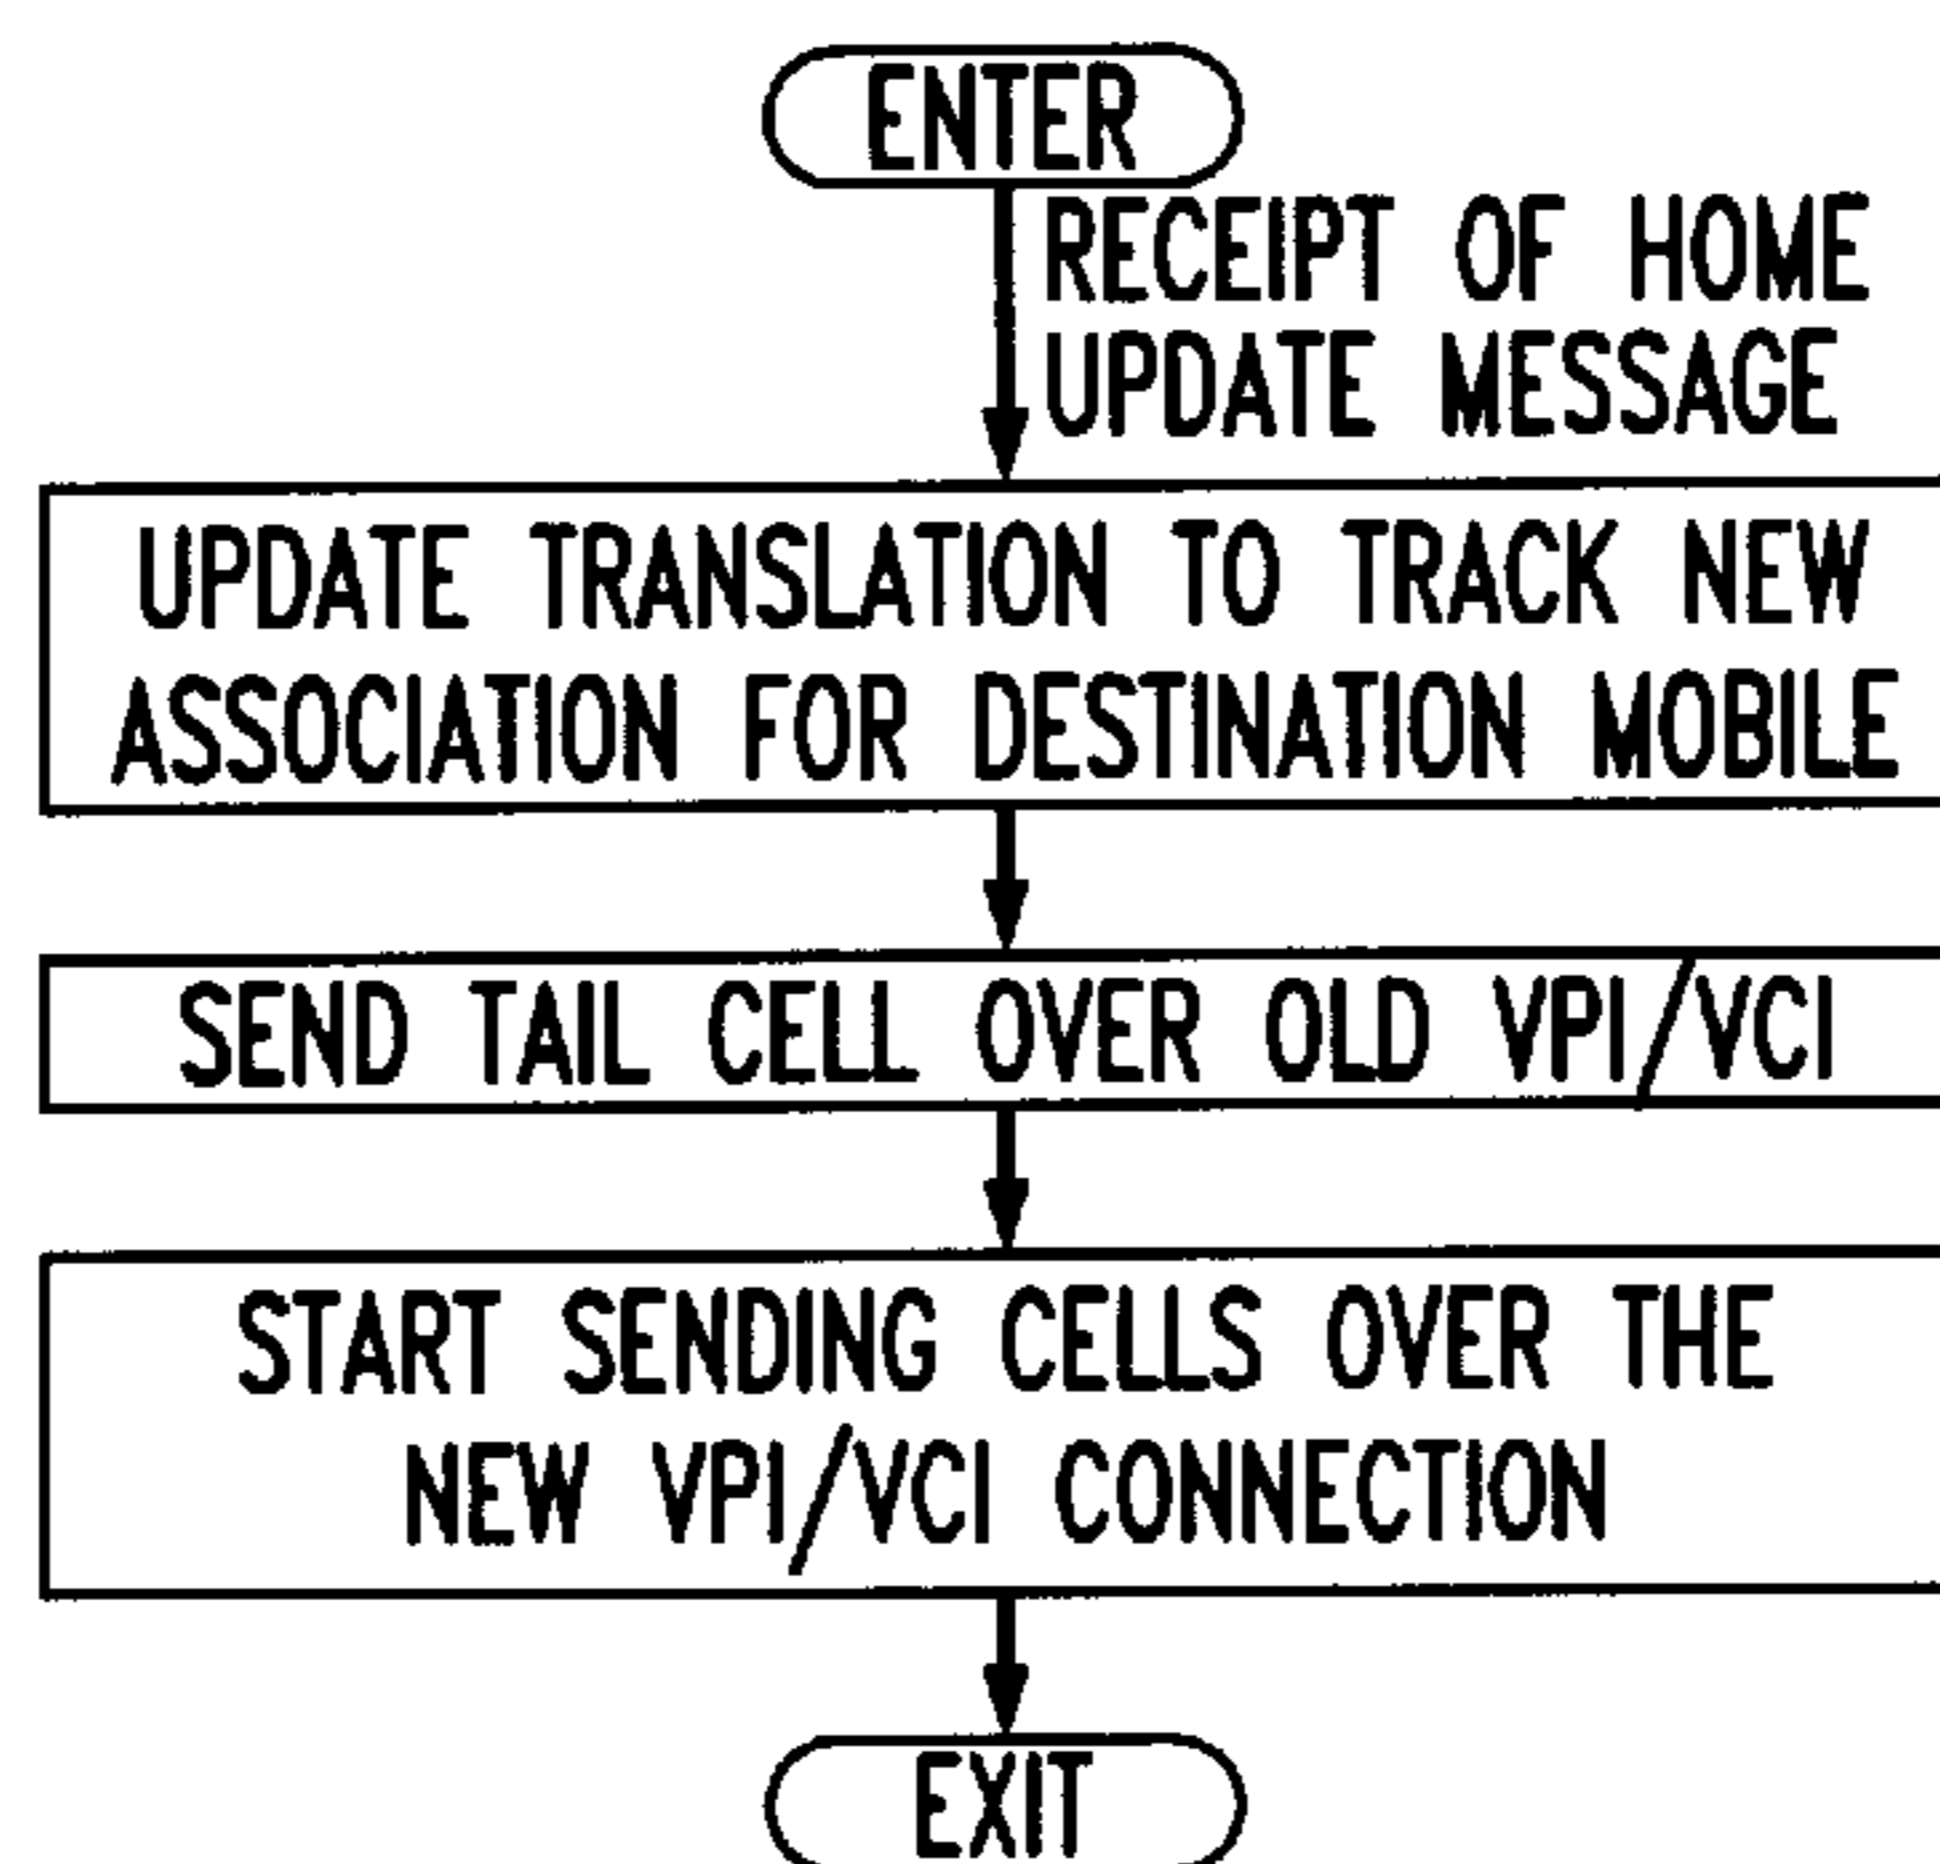 ENTER
RECEIPT OF HOME
UPDATE MESSAGE
UPDATE TRANSLATION TO TRACK NEW
ASSOCIATION FOR DESTINATION MOBILE
SEND TAIL CELL OVER OLD VPI/VCI
START SENDING CELLS OVER THE
NEW VPI/VCI CONNECTION
EXIT